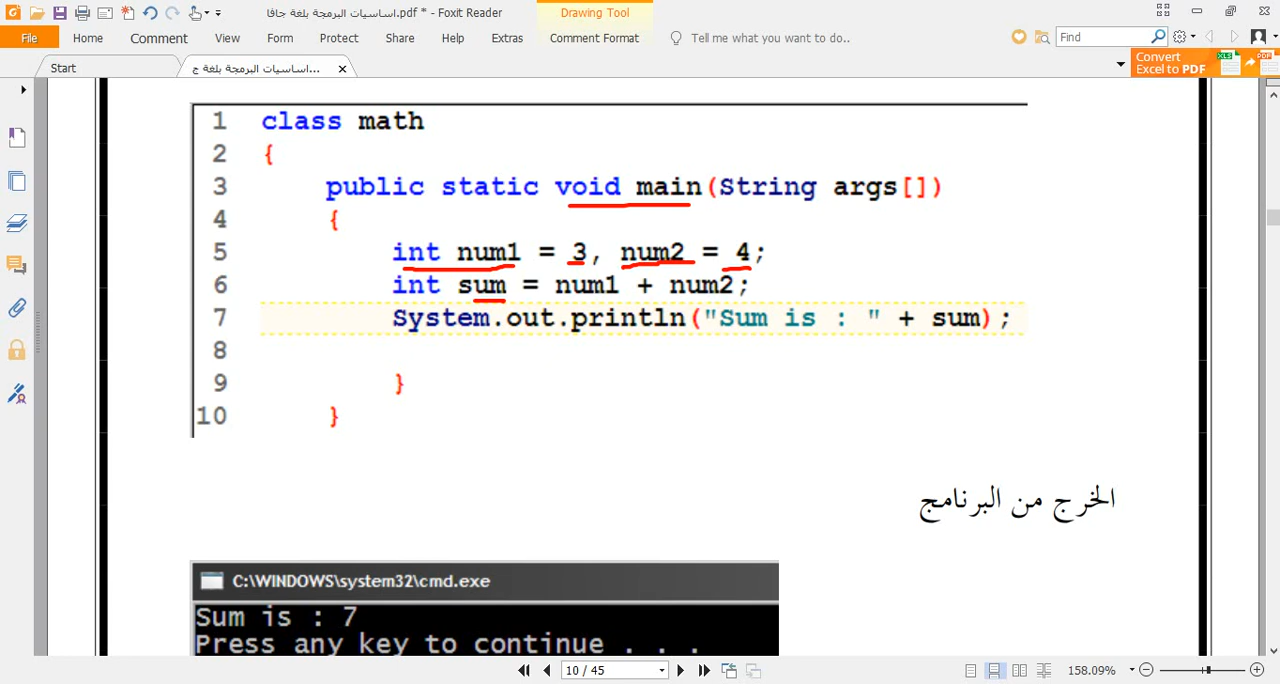 اساسيات البرمجة بلغة جافا.pdf * - Foxit Reader
Drawing Tool
File Home Comment View Form Protect Share Help Extras Comment Format Tell me what you want to do.. Find
Start
اساسيات البرمجة بلغة ج...
Convert
Excel to PDF
XLS
PDF
1 class math
2 {
3 public static void main(String args[])
4 {
5 int num1 = 3, num2 = 4;
6 int sum = num1 + num2;
7 System.out.println("Sum is : " + sum);
8
9 }
10 }
الخرج من البرنامج
C:\WINDOWS\system32\cmd.exe
Sum is : 7
Press any key to continue . . .
10 / 45
158.09%